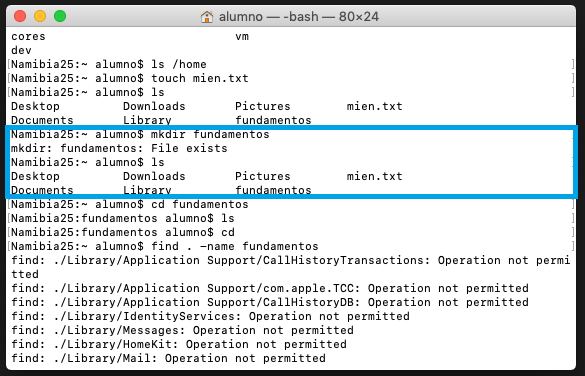 alumno — -bash — 80×24
cores vm
dev
[Namibia25:~ alumno$ ls /home ]
[Namibia25:~ alumno$ touch mien.txt ]
[Namibia25:~ alumno$ ls ]
Desktop Downloads Pictures mien.txt
Documents Library fundamentos
[Namibia25:~ alumno$ mkdir fundamentos ]
mkdir: fundamentos: File exists
[Namibia25:~ alumno$ ls ]
Desktop Downloads Pictures mien.txt
Documents Library fundamentos
[Namibia25:~ alumno$ cd fundamentos ]
[Namibia25:fundamentos alumno$ ls ]
[Namibia25:fundamentos alumno$ cd ]
[Namibia25:~ alumno$ find . -name fundamentos ]
find: ./Library/Application Support/CallHistoryTransactions: Operation not permi
tted
find: ./Library/Application Support/com.apple.TCC: Operation not permitted
find: ./Library/Application Support/CallHistoryDB: Operation not permitted
find: ./Library/IdentityServices: Operation not permitted
find: ./Library/Messages: Operation not permitted
find: ./Library/HomeKit: Operation not permitted
find: ./Library/Mail: Operation not permitted